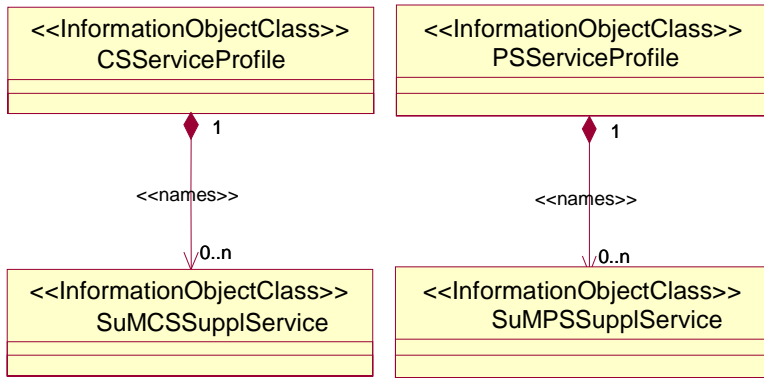 <<InformationObjectClass>>
CSServiceProfile
1
<<names>>
0..n
<<InformationObjectClass>>
SuMCSSupplService
<<InformationObjectClass>>
PSServiceProfile
1
<<names>>
0..n
<<InformationObjectClass>>
SuMPSSupplService